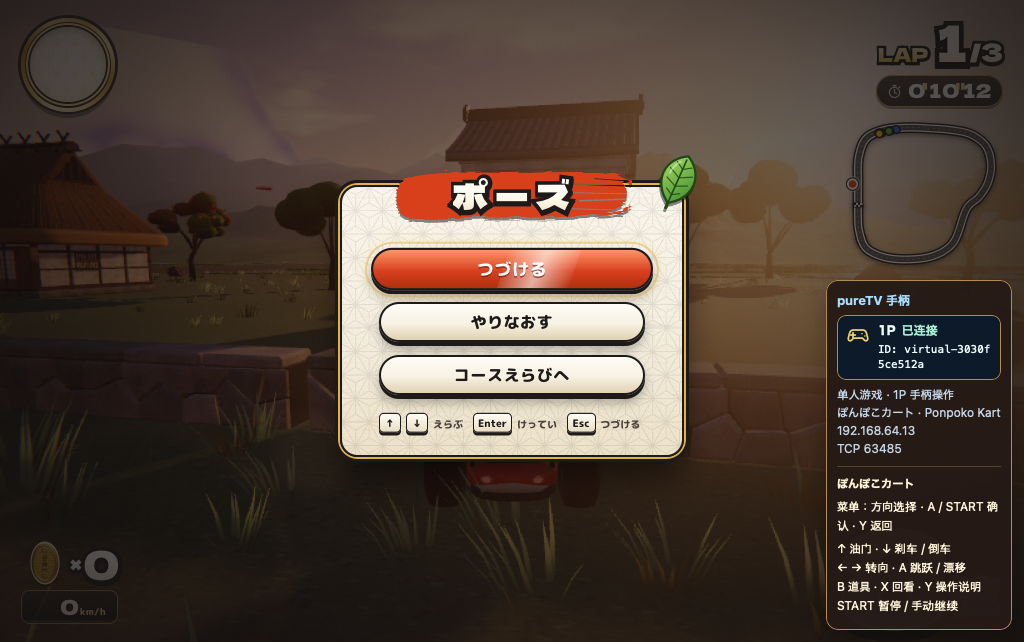 LAP 1/3
0'10'12
ポーズ
つづける
やりなおす
コースえらびへ
↑ ↓ えらぶ Enter けってい Esc つづける
×0
0 km/h
pureTV 手柄
1P 已连接
ID: virtual-3030f
5ce512a
单人游戏 · 1P 手柄操作
ぽんぽこカート · Ponpoko Kart
192.168.64.13
TCP 63485
ぽんぽこカート
菜单：方向选择 · A / START 确
认 · Y 返回
↑ 油门 · ↓ 刹车 / 倒车
← → 转向 · A 跳跃 / 漂移
B 道具 · X 回看 · Y 操作说明
START 暂停 / 手动继续